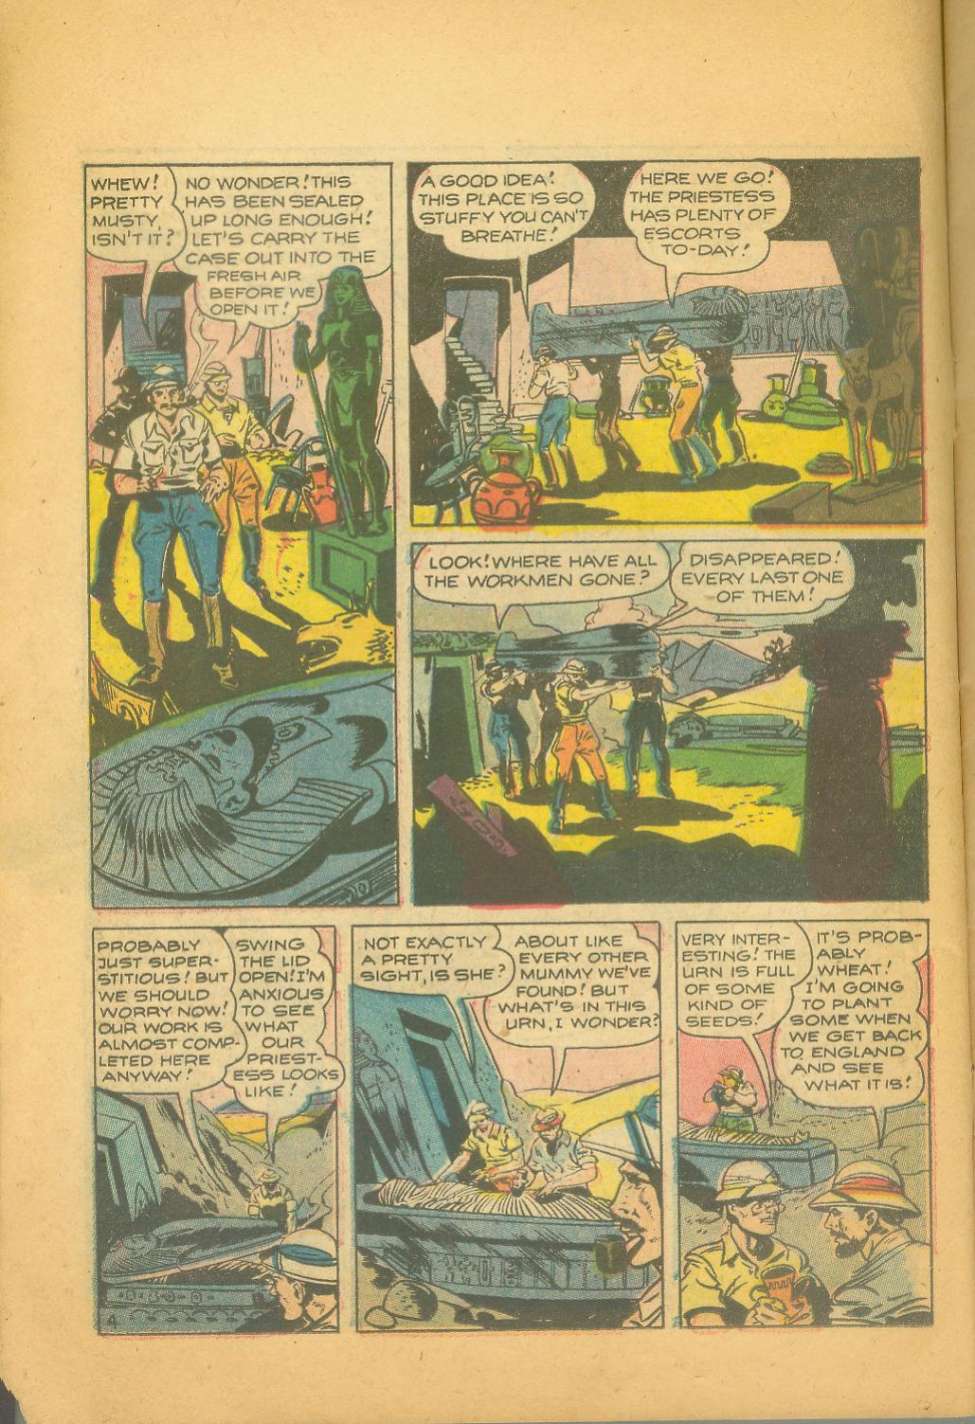 WHEW!
PRETTY
MUSTY,
ISN'T IT?
NO WONDER! THIS
HAS BEEN SEALED
UP LONG ENOUGH!
LET'S CARRY THE
CASE OUT INTO THE
FRESH AIR
BEFORE WE
OPEN IT!
A GOOD IDEA!
THIS PLACE IS SO
STUFFY YOU CAN'T
BREATHE!
HERE WE GO!
THE PRIESTESS
HAS PLENTY OF
ESCORTS
TO-DAY!
LOOK! WHERE HAVE ALL
THE WORKMEN GONE?
DISAPPEARED!
EVERY LAST ONE
OF THEM!
PROBABLY
JUST SUPER-
STITIOUS! BUT
WE SHOULD
WORRY NOW!
OUR WORK IS
ALMOST COMP-
LETED HERE
ANYWAY!
SWING
THE LID
OPEN! I'M
ANXIOUS
TO SEE
WHAT
OUR
PRIEST-
ESS LOOKS
LIKE!
NOT EXACTLY
A PRETTY
SIGHT, IS SHE?
ABOUT LIKE
EVERY OTHER
MUMMY WE'VE
FOUND! BUT
WHAT'S IN THIS
URN, I WONDER?
VERY INTER-
ESTING! THE
URN IS FULL
OF SOME
KIND OF
SEEDS!
IT'S PROB-
ABLY
WHEAT!
I'M GOING
TO PLANT
SOME WHEN
WE GET BACK
TO ENGLAND
AND SEE
WHAT IT IS!
4